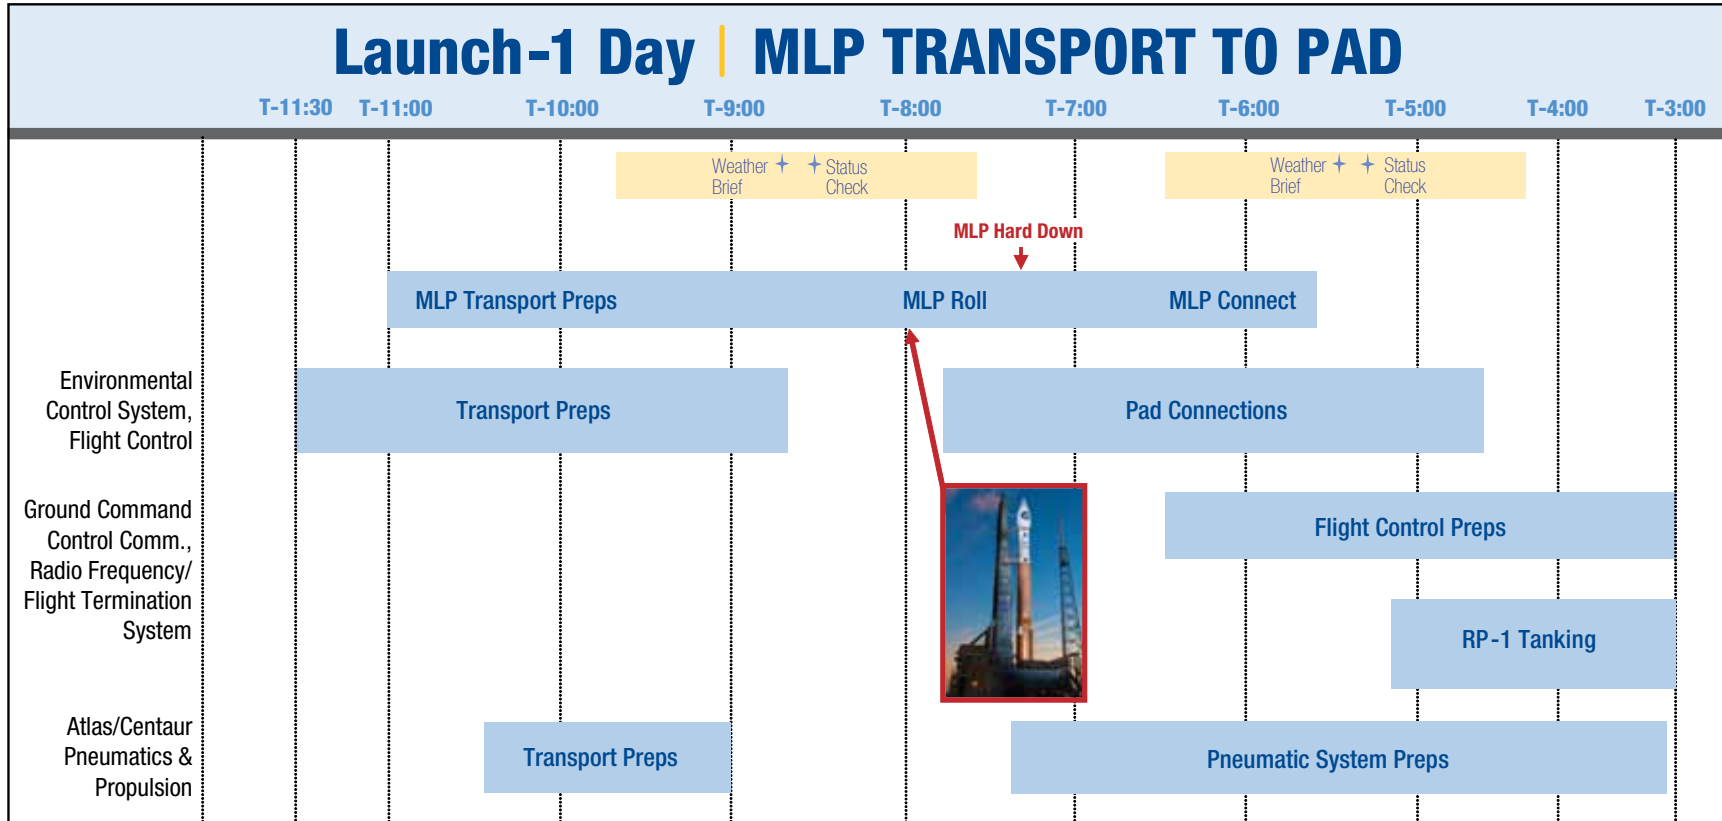 Launch-1 Day | MLP TRANSPORT TO PAD
T-11:30 T-11:00 T-10:00 T-9:00 T-8:00 T-7:00 T-6:00 T-5:00 T-4:00 T-3:00
Weather
Brief
Status
Check
Weather
Brief
Status
Check
MLP Hard Down
MLP Transport Preps
MLP Roll
MLP Connect
Environmental
Control System,
Flight Control
Transport Preps
Pad Connections
Ground Command
Control Comm.,
Radio Frequency/
Flight Termination
System
Flight Control Preps
RP-1 Tanking
Atlas/Centaur
Pneumatics &
Propulsion
Transport Preps
Pneumatic System Preps